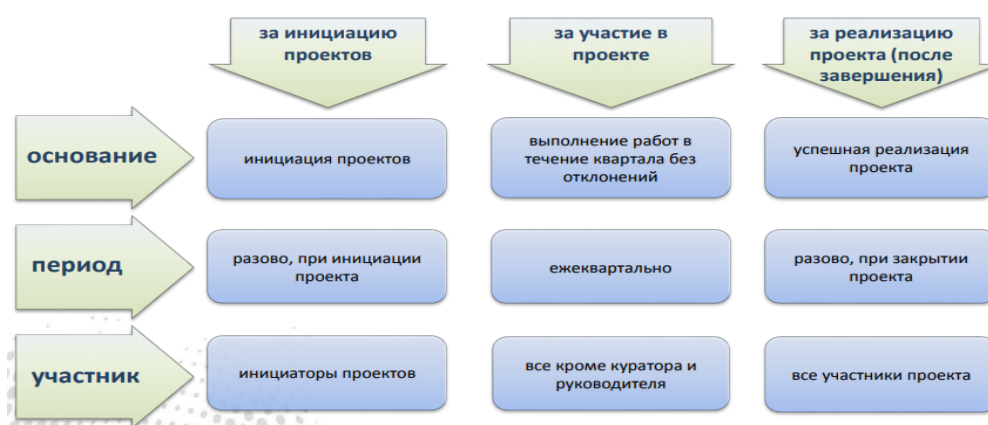 за инициацию
проектов
за участие в
проекте
за реализацию
проекта (после
завершения)
основание
инициация проектов
выполнение работ в
течение квартала без
отклонений
успешная реализация
проекта
период
разово, при инициации
проекта
ежеквартально
разово, при закрытии
проекта
участник
инициаторы проектов
все кроме куратора и
руководителя
все участники проекта